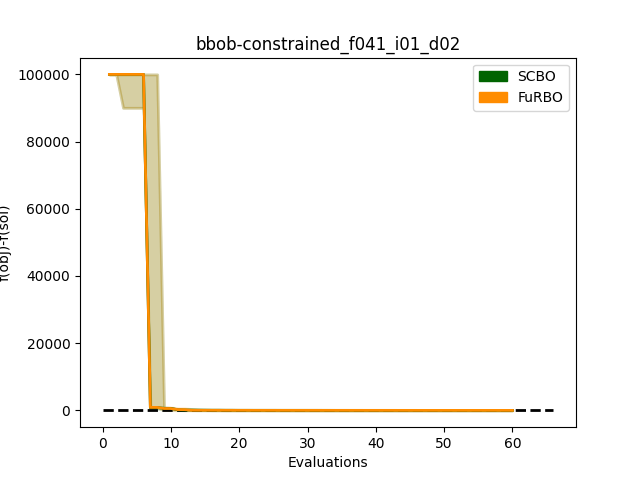 bbob-constrained_f041_i01_d02
SCBO
FuRBO
f(obj)-f(sol)
100000
80000
60000
40000
20000
0
0 10 20 30 40 50 60
Evaluations